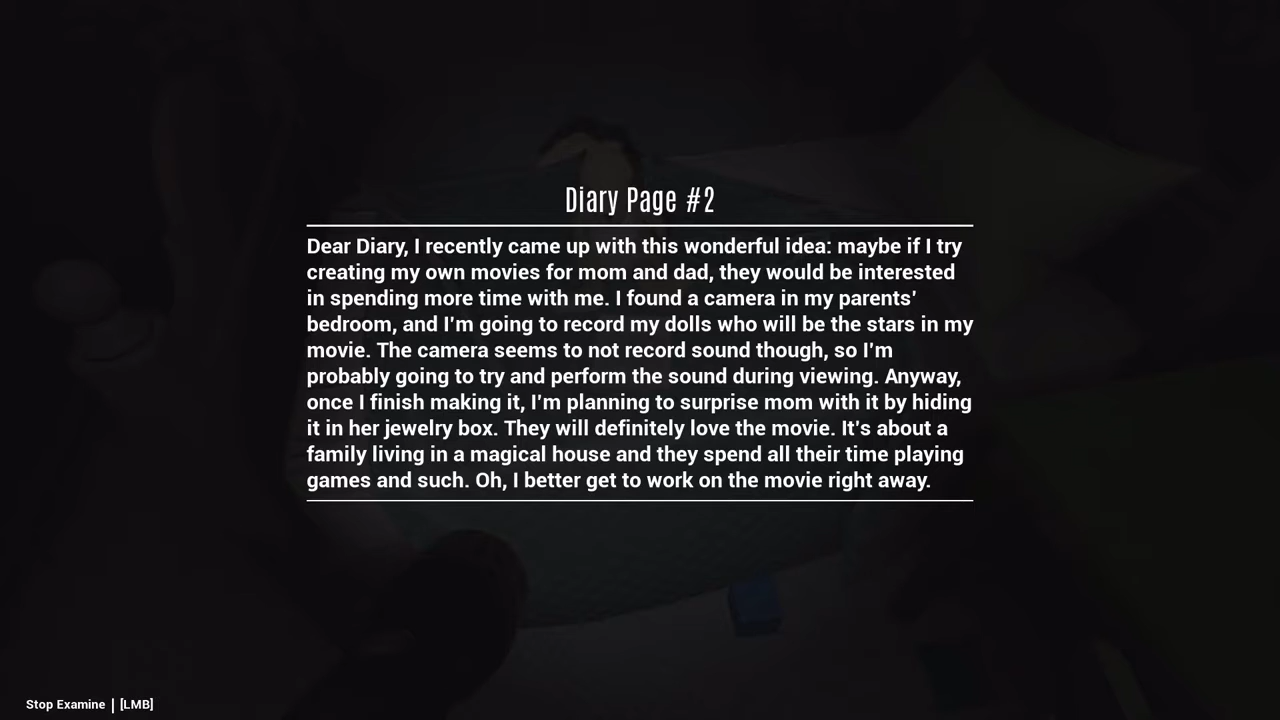 Diary Page #2
Dear Diary, I recently came up with this wonderful idea: maybe if I try
creating my own movies for mom and dad, they would be interested
in spending more time with me. I found a camera in my parents'
bedroom, and I'm going to record my dolls who will be the stars in my
movie. The camera seems to not record sound though, so I'm
probably going to try and perform the sound during viewing. Anyway,
once I finish making it, I'm planning to surprise mom with it by hiding
it in her jewelry box. They will definitely love the movie. It's about a
family living in a magical house and they spend all their time playing
games and such. Oh, I better get to work on the movie right away.
Stop Examine | [LMB]